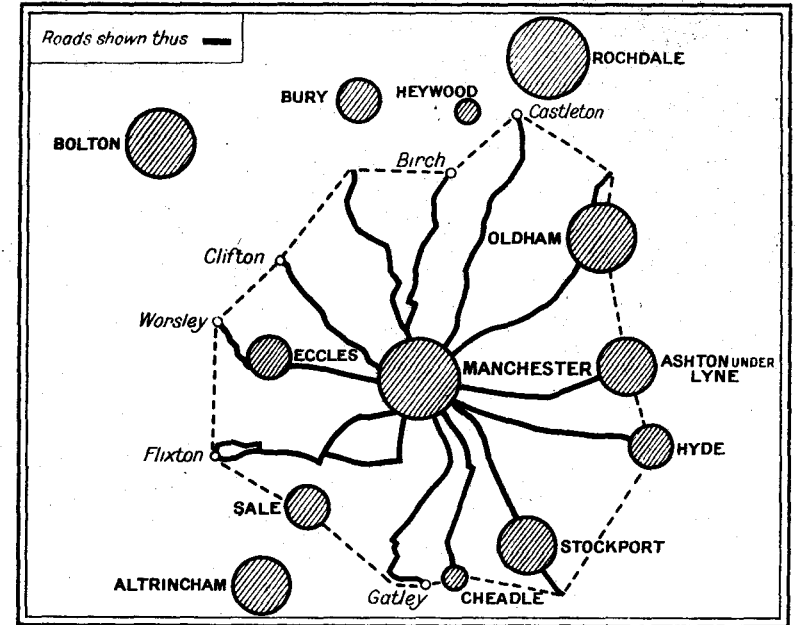 Roads shown thus
ROCHDALE
BURY
HEYWOOD
Castleton
BOLTON
Birch
OLDHAM
Clifton
Worsley
ECCLES
MANCHESTER
ASHTON UNDER
LYNE
Flixton
HYDE
SALE
STOCKPORT
ALTRINCHAM
Gatley
CHEADLE